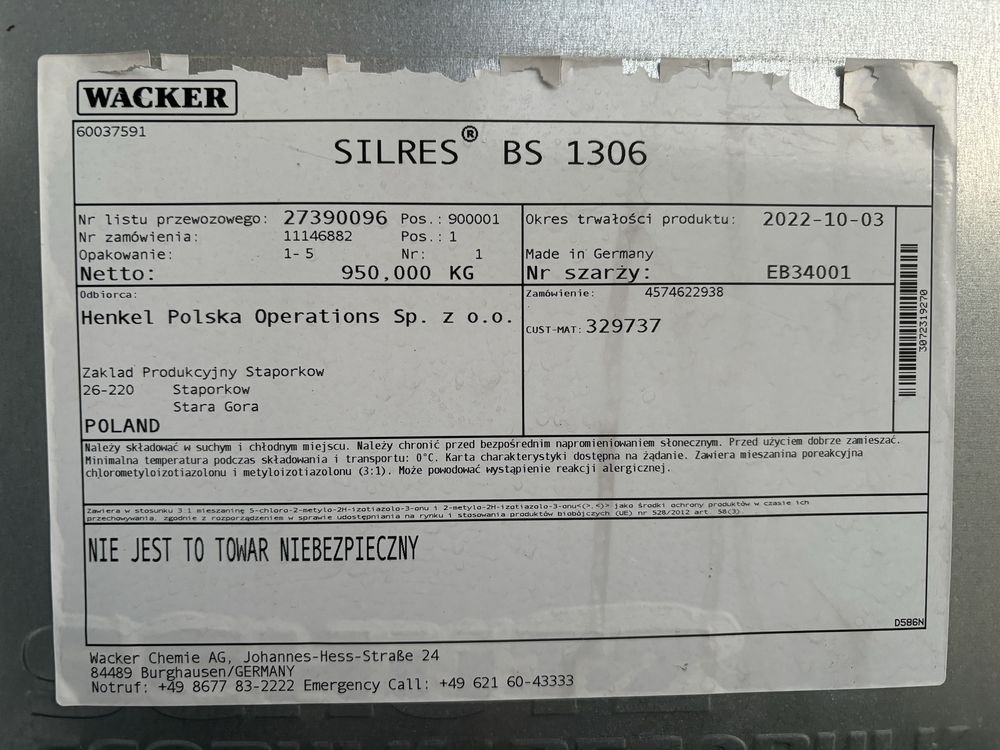 WACKER
60037591
SILRES® BS 1306
Nr listu przewozowego: 27390096 Pos.: 900001
Nr zamówienia: 11146882 Pos.: 1
Opakowanie: 1- 5 Nr: 1
Netto: 950,000 KG
Okres trwałości produktu: 2022-10-03
Made in Germany
Nr szarży: EB34001
Odbiorca:
Henkel Polska Operations Sp. z o.o.
Zaklad Produkcyjny Staporkow
26-220 Staporkow
Stara Gora
POLAND
Zamówienie: 4574622938
CUST-MAT: 329737
3072319270
Należy składować w suchym i chłodnym miejscu. Należy chronić przed bezpośrednim napromieniowaniem słonecznym. Przed użyciem dobrze zamieszać.
Minimalna temperatura podczas składowania i transportu: 0°C. Karta charakterystyki dostępna na żądanie. Zawiera mieszanina poreakcyjna
chlorometyloizotiazolonu i metyloizotiazolonu (3:1). Może powodować wystąpienie reakcji alergicznej.
Zawiera w stosunku 3:1 mieszaninę 5-chloro-2-metylo-2H-izotiazolo-3-onu i 2-metylo-2H-izotiazolo-3-onu<(>,<)> jako środki ochrony produktów w czasie ich
przechowywania, zgodnie z rozporządzeniem w sprawie udostępniania na rynku i stosowania produktów biobójczych (UE) nr 528/2012 art. 58(3).
NIE JEST TO TOWAR NIEBEZPIECZNY
D586N
Wacker Chemie AG, Johannes-Hess-Straße 24
84489 Burghausen/GERMANY
Notruf: +49 8677 83-2222 Emergency Call: +49 621 60-43333